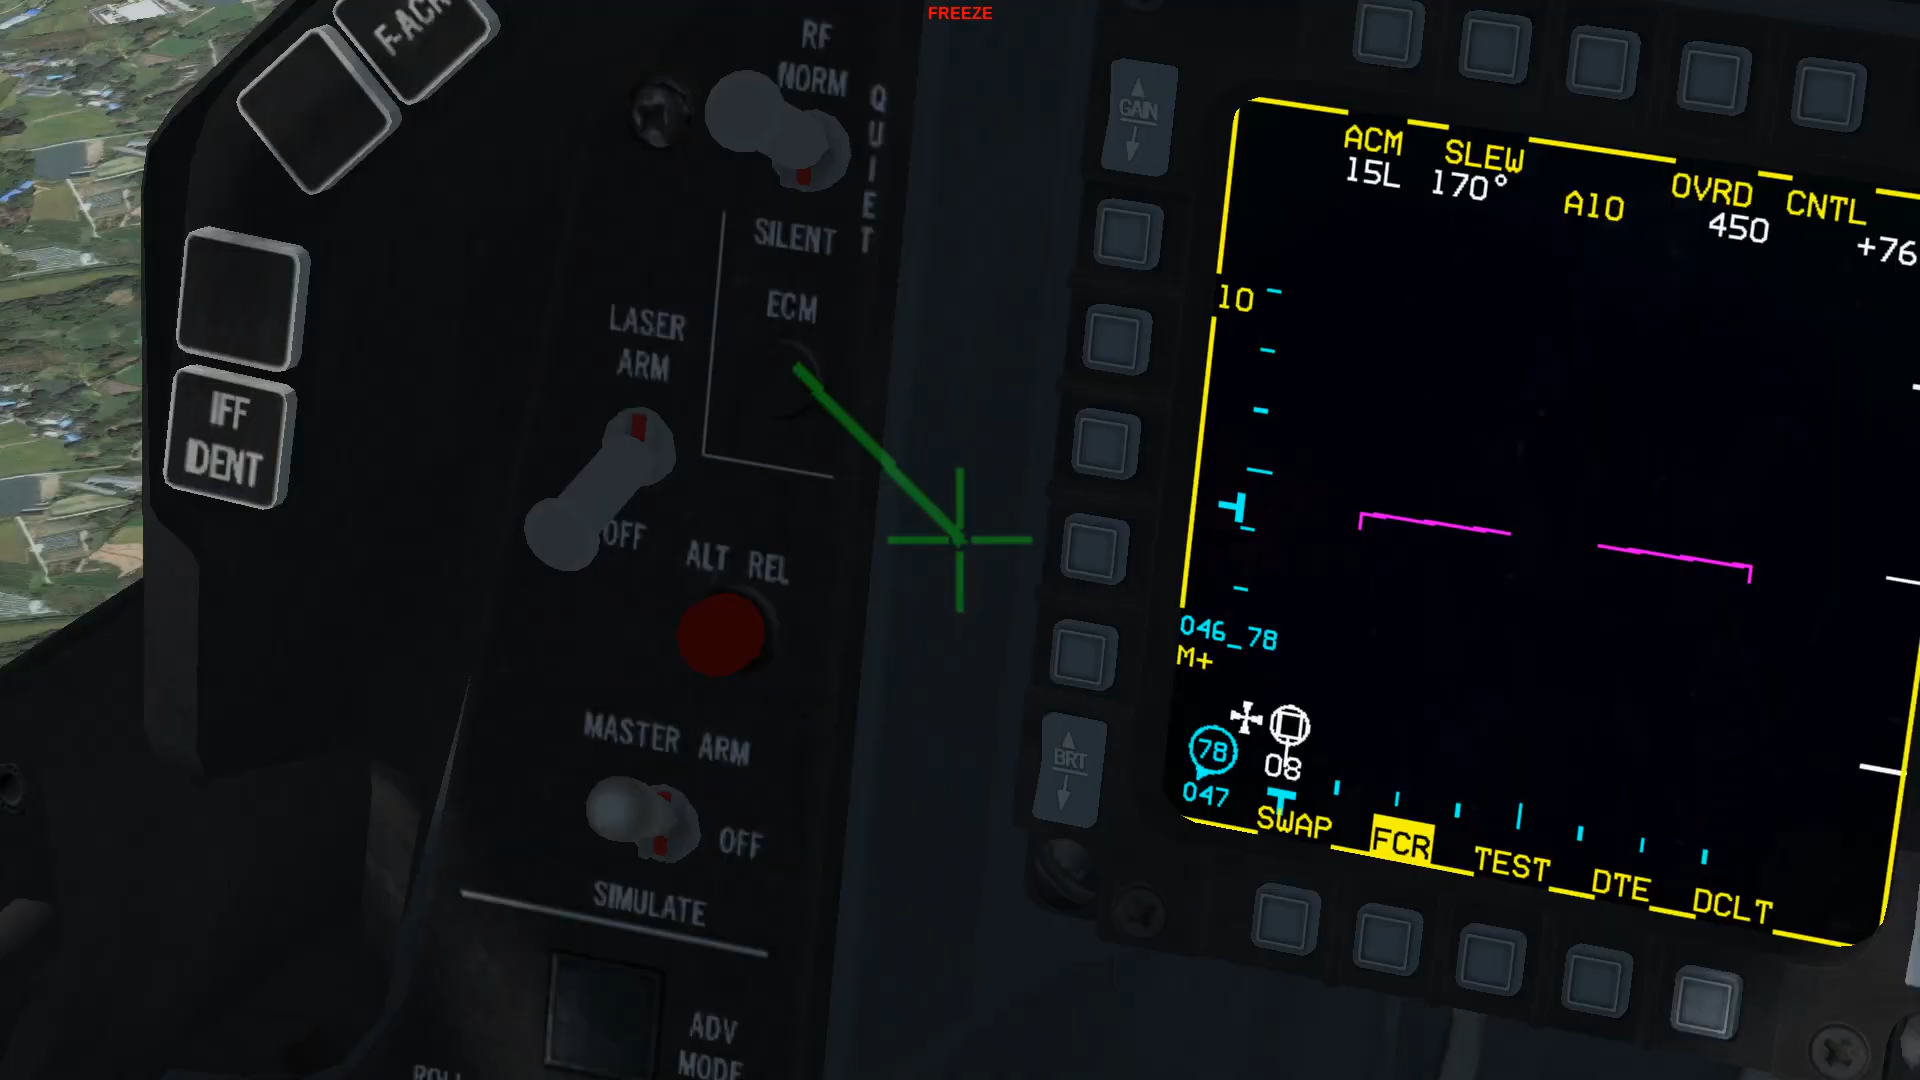 FREEZE
F-ACK
RF
NORM
QUIET
SILENT
ECM
LASER
ARM
OFF
IFF
IDENT
ALT REL
MASTER ARM
OFF
SIMULATE
ADV
MODE
GAIN
BRT
ACM SLEW OVRD CNTL
15L 170° A10 450 +76
10
046_78
M+
78
08
047
SWAP FCR TEST DTE DCLT